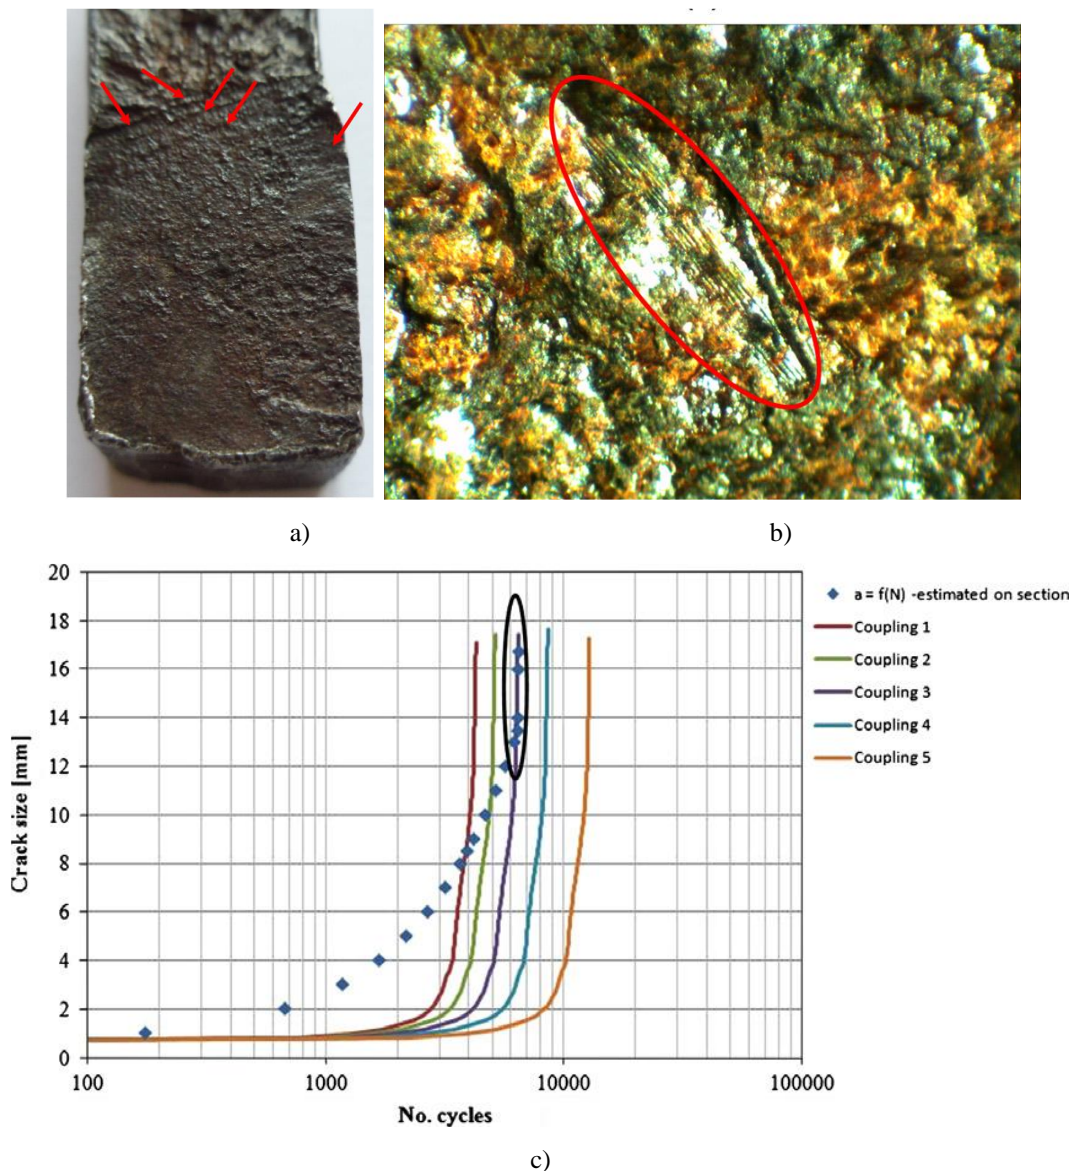 a)
b)
20
18
16
14
12
10
8
6
4
2
0
Crack size [mm]
100
1000
10000
100000
No. cycles
a = f(N) -estimated on section
Coupling 1
Coupling 2
Coupling 3
Coupling 4
Coupling 5
c)